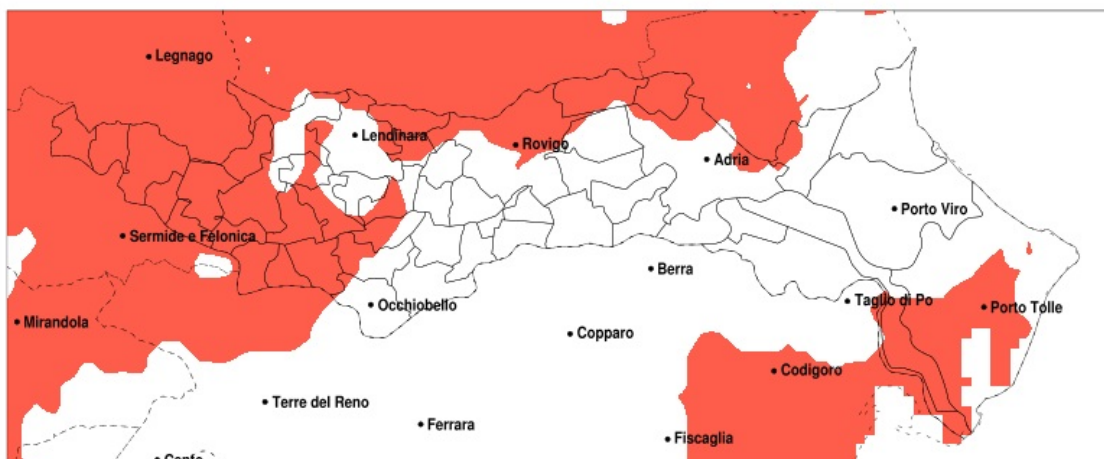 Legnago
Lendinara
Rovigo
Adria
Porto Viro
Sermide e Felonica
Berra
Taglio di Po
Occhiobello
Porto Tolle
Mirandola
Copparo
Codigoro
Terre del Reno
Ferrara
Fiscaglia